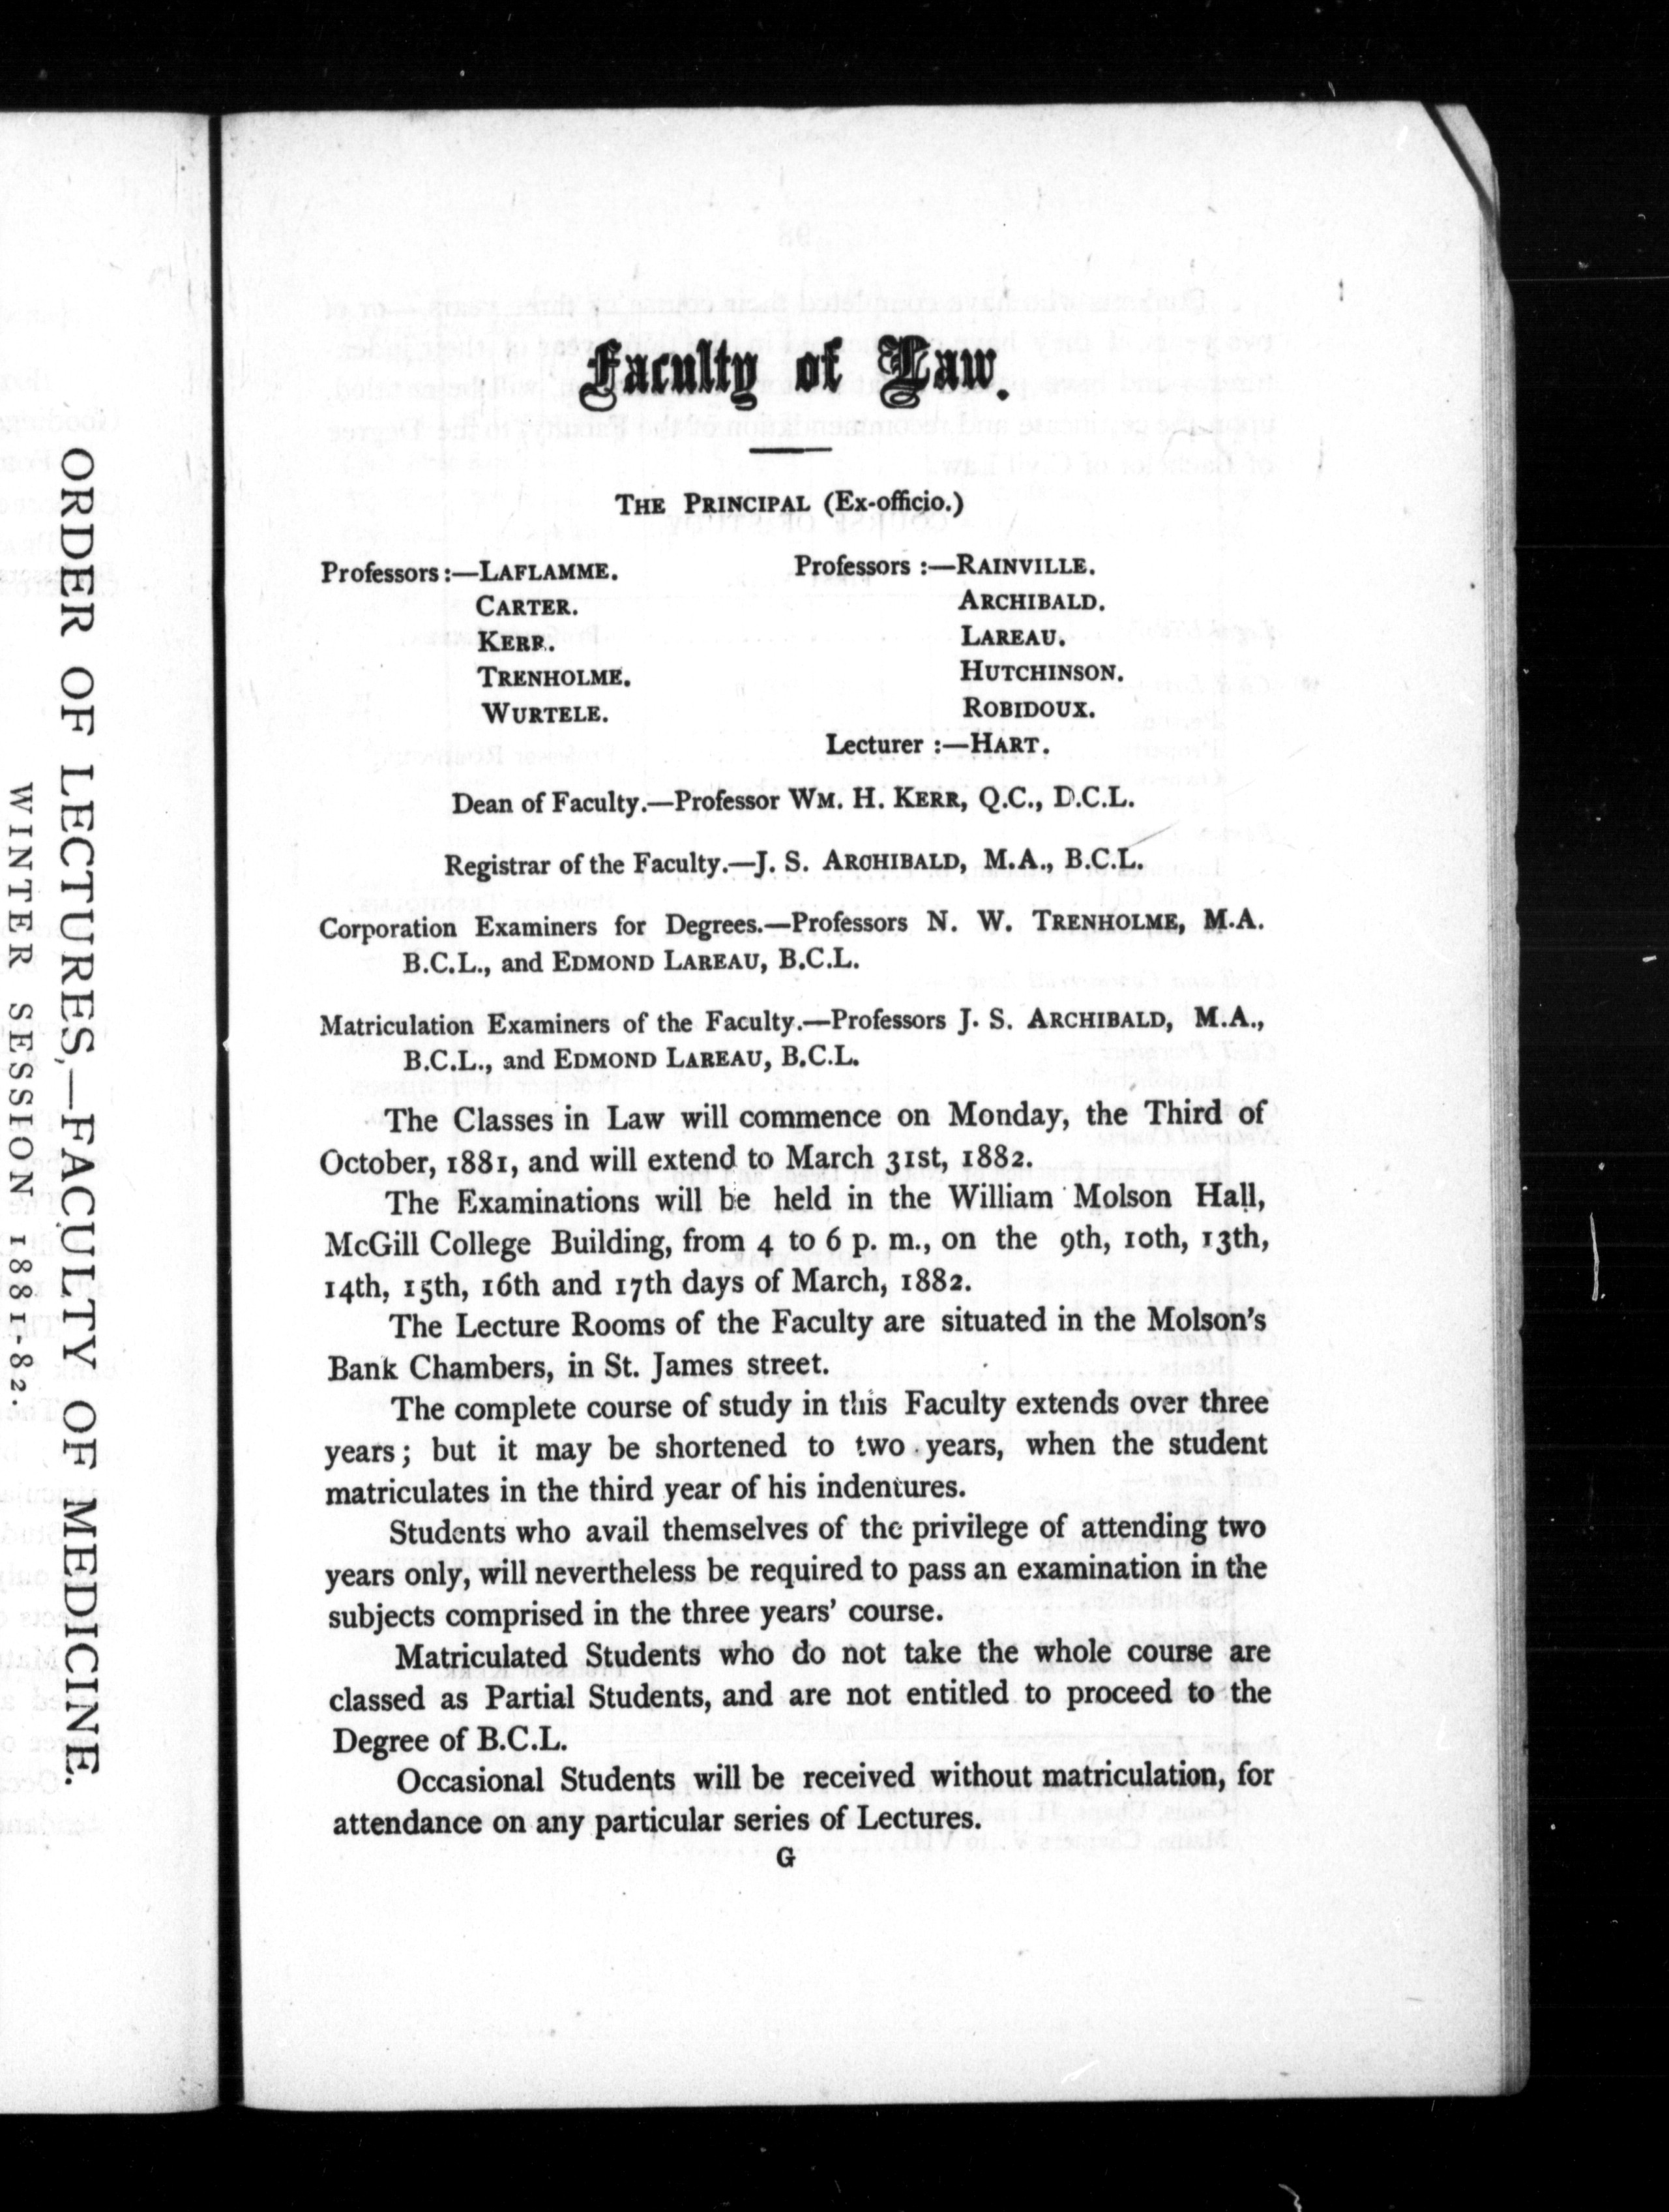 ORDER OF LECTURES,—FACULTY OF MEDICINE.
WINTER SESSION 1881-82.
Faculty of Law.
THE PRINCIPAL (Ex-officio.)
Professors:—LAFLAMME.
CARTER.
KERR.
TRENHOLME.
WURTELE.
Professors :—RAINVILLE.
ARCHIBALD.
LAREAU.
HUTCHINSON.
ROBIDOUX.
Lecturer :—HART.
Dean of Faculty.—Professor WM. H. KERR, Q.C., D.C.L.
Registrar of the Faculty.—J. S. ARCHIBALD, M.A., B.C.L.
Corporation Examiners for Degrees.—Professors N. W. TRENHOLME, M.A.
B.C.L., and EDMOND LAREAU, B.C.L.
Matriculation Examiners of the Faculty.—Professors J. S. ARCHIBALD, M.A.,
B.C.L., and EDMOND LAREAU, B.C.L.
The Classes in Law will commence on Monday, the Third of
October, 1881, and will extend to March 31st, 1882.
The Examinations will be held in the William Molson Hall,
McGill College Building, from 4 to 6 p. m., on the 9th, 10th, 13th,
14th, 15th, 16th and 17th days of March, 1882.
The Lecture Rooms of the Faculty are situated in the Molson's
Bank Chambers, in St. James street.
The complete course of study in this Faculty extends over three
years; but it may be shortened to two years, when the student
matriculates in the third year of his indentures.
Students who avail themselves of the privilege of attending two
years only, will nevertheless be required to pass an examination in the
subjects comprised in the three years' course.
Matriculated Students who do not take the whole course are
classed as Partial Students, and are not entitled to proceed to the
Degree of B.C.L.
Occasional Students will be received without matriculation, for
attendance on any particular series of Lectures.
G